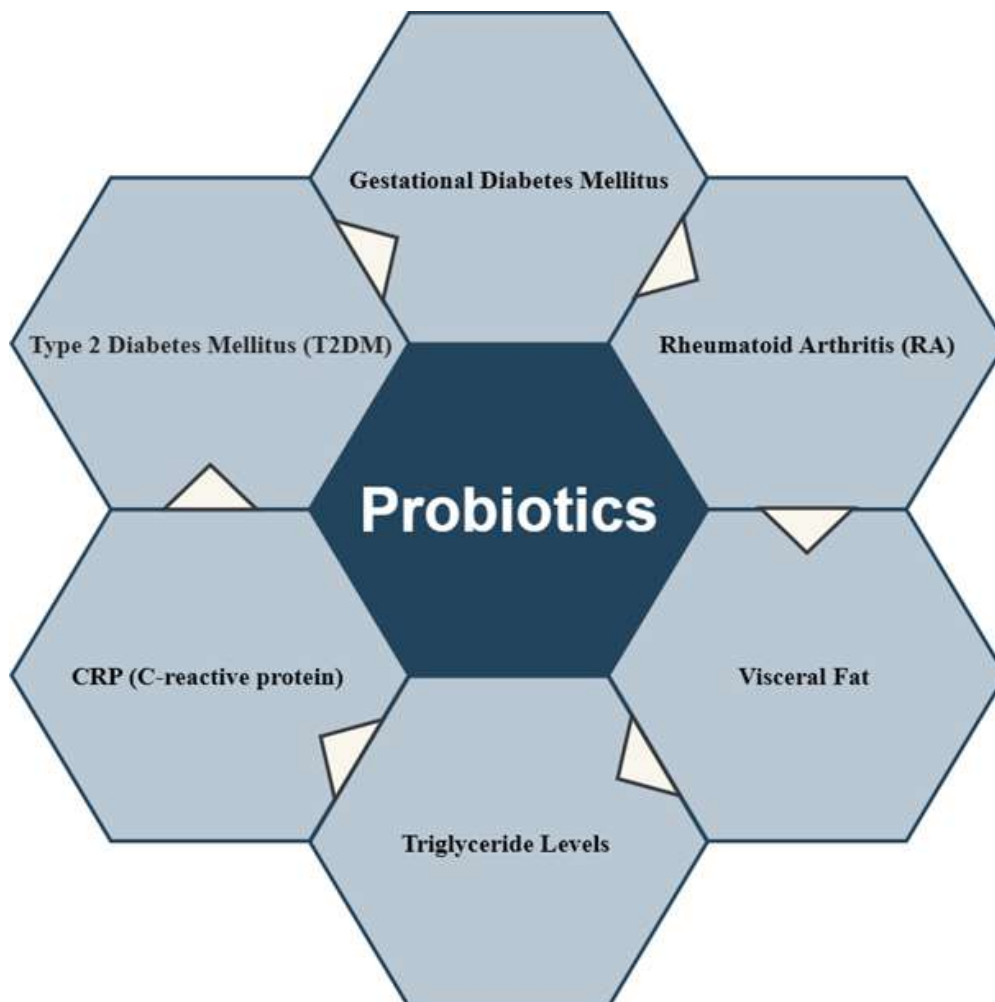 Gestational Diabetes Mellitus
Type 2 Diabetes Mellitus (T2DM)
Rheumatoid Arthritis (RA)
Probiotics
CRP (C-reactive protein)
Visceral Fat
Triglyceride Levels